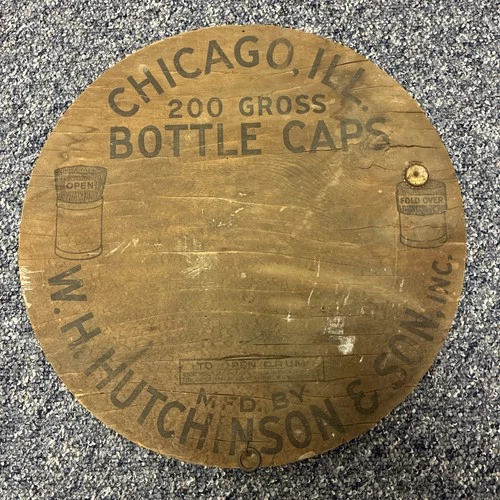 CHICAGO, ILL.
200 GROSS
BOTTLE CAPS
OPEN
FOLD OVER
TO OPEN DRUM
MFD. BY
W. H. HUTCHINSON & SON, INC.